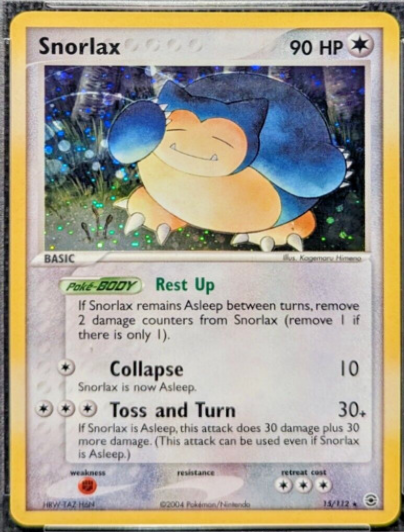 Snorlax 90 HP
BASIC Illus. Kagemaru Himeno
Poké-BODY Rest Up
If Snorlax remains Asleep between turns, remove
2 damage counters from Snorlax (remove 1 if
there is only 1).
Collapse 10
Snorlax is now Asleep.
Toss and Turn 30+
If Snorlax is Asleep, this attack does 30 damage plus 30
more damage. (This attack can be used even if Snorlax
is Asleep.)
weakness resistance retreat cost
©2004 Pokémon/Nintendo 15/112